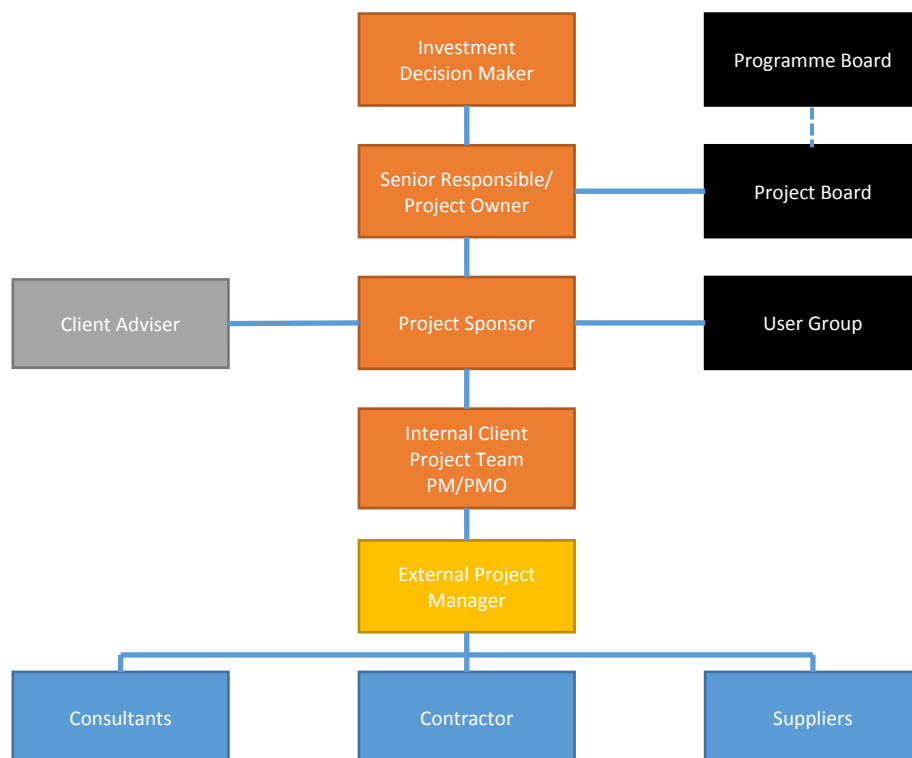 Investment
Decision Maker
Programme Board
Senior Responsible/
Project Owner
Project Board
Client Adviser
Project Sponsor
User Group
Internal Client
Project Team
PM/PMO
External Project
Manager
Consultants
Contractor
Suppliers